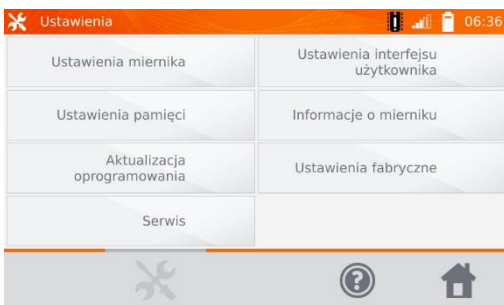 Ustawienia
06:36
Ustawienia miernika
Ustawienia interfejsu
użytkownika
Ustawienia pamięci
Informacje o mierniku
Aktualizacja
oprogramowania
Ustawienia fabryczne
Serwis